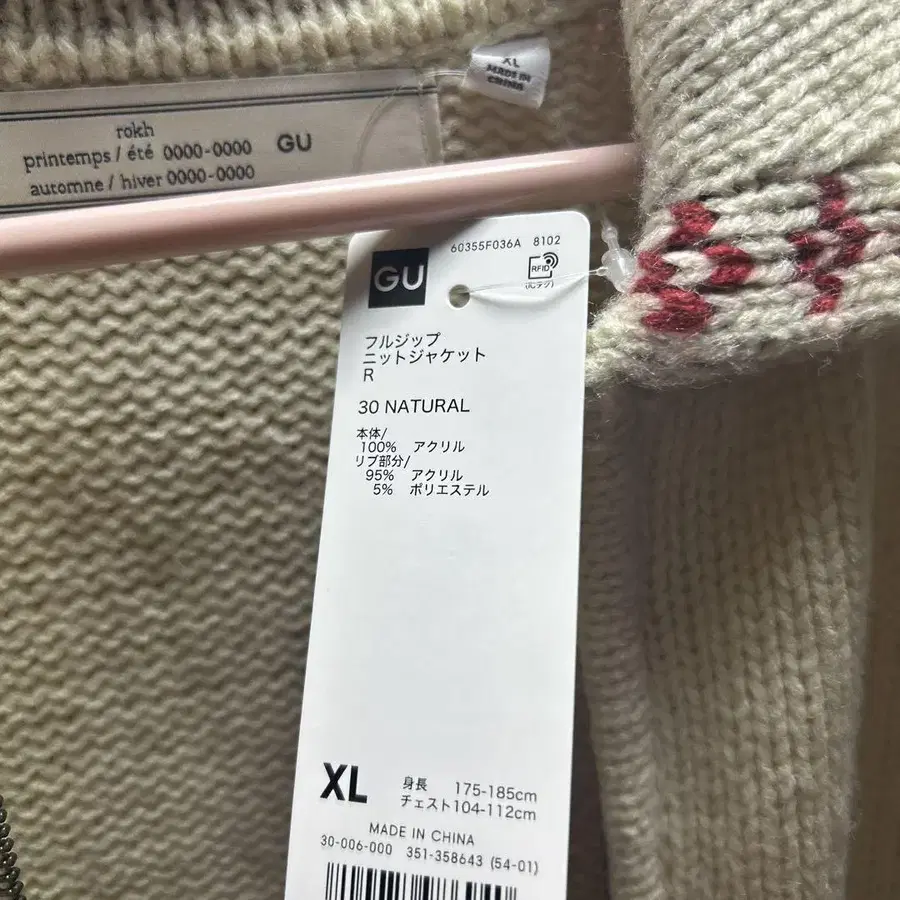 XL
MADE IN
CHINA
rokh
printemps / été 0000-0000 GU
automne / hiver 0000-0000
60355F036A 8102
GU
RFID
(ICタグ)
フルジップ
ニットジャケット
R
30 NATURAL
本体/
100% アクリル
リブ部分/
95% アクリル
5% ポリエステル
XL 身長 175-185cm
チェスト104-112cm
MADE IN CHINA
30-006-000 351-358643 (54-01)